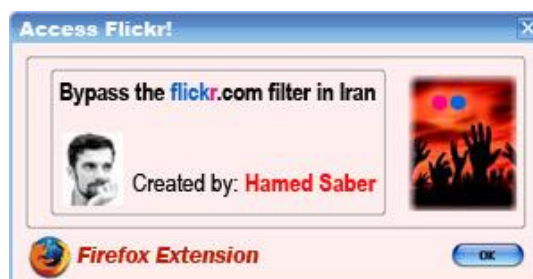 Access Flickr!
Bypass the flickr.com filter in Iran
Created by: Hamed Saber
Firefox Extension
OK